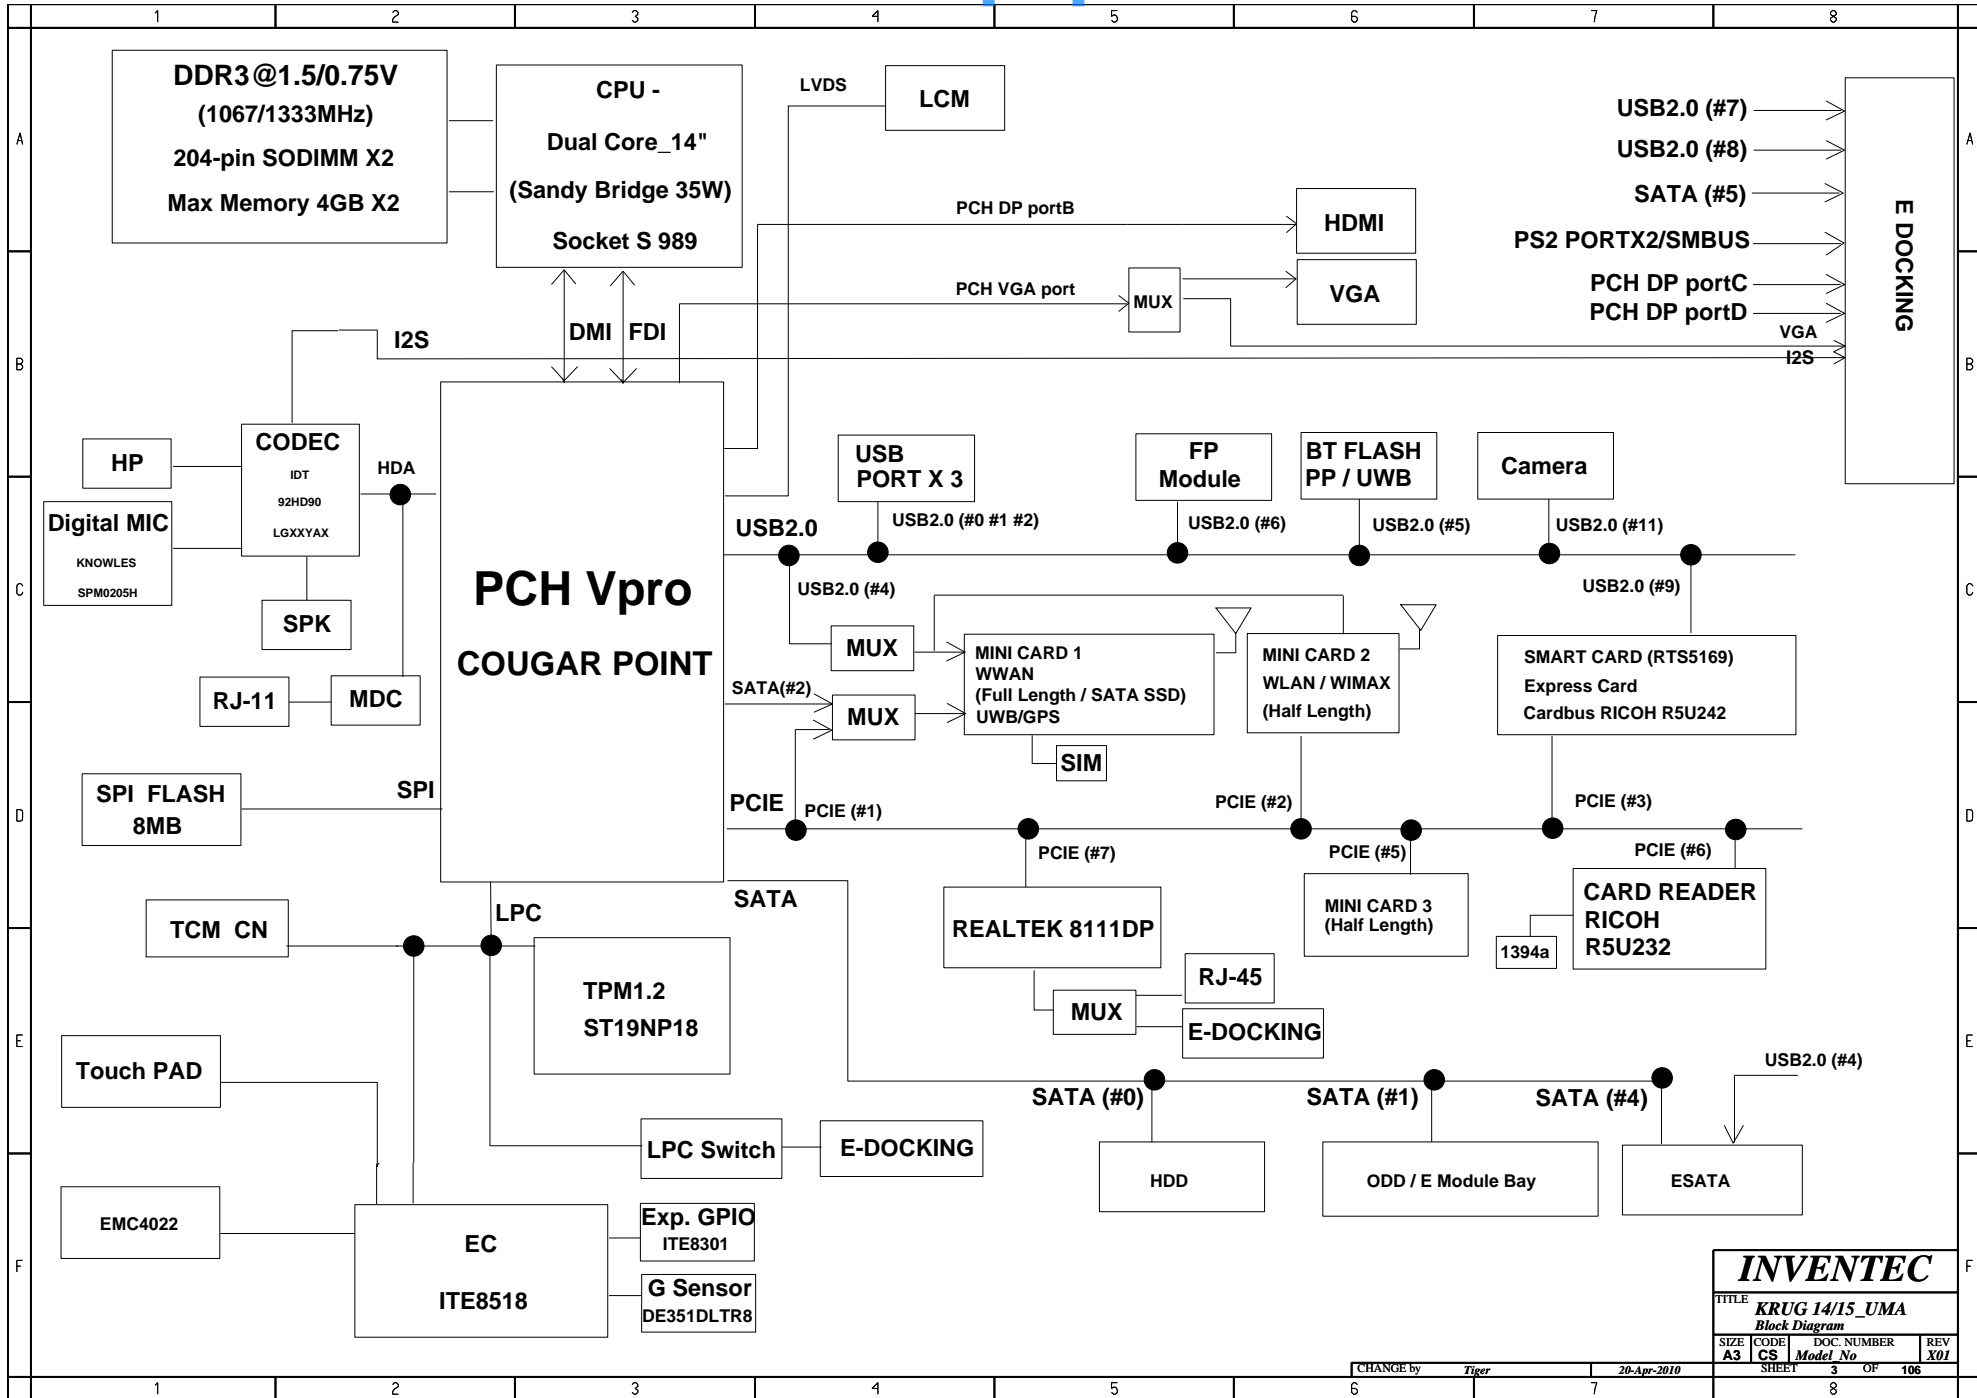 1 2 3 4 5 6 7 8
A
B
C
D
E
F
A
B
C
D
E
F
DDR3@1.5/0.75V
(1067/1333MHz)
204-pin SODIMM X2
Max Memory 4GB X2
CPU -
Dual Core_14"
(Sandy Bridge 35W)
Socket S 989
LVDS
LCM
USB2.0 (#7)
USB2.0 (#8)
SATA (#5)
PS2 PORTX2/SMBUS
PCH DP portC
PCH DP portD
VGA
I2S
E DOCKING
PCH DP portB
HDMI
PCH VGA port
MUX
VGA
DMI
FDI
I2S
HP
CODEC
IDT
92HD90
LGXXYAX
HDA
Digital MIC
KNOWLES
SPM0205H
SPK
RJ-11
MDC
PCH Vpro
COUGAR POINT
USB
PORT X 3
FP
Module
BT FLASH
PP / UWB
Camera
USB2.0
USB2.0 (#0 #1 #2)
USB2.0 (#6)
USB2.0 (#5)
USB2.0 (#11)
USB2.0 (#4)
USB2.0 (#9)
MUX
SATA(#2)
MUX
MINI CARD 1
WWAN
(Full Length / SATA SSD)
UWB/GPS
SIM
MINI CARD 2
WLAN / WIMAX
(Half Length)
SMART CARD (RTS5169)
Express Card
Cardbus RICOH R5U242
SPI FLASH
8MB
SPI
PCIE
PCIE (#1)
PCIE (#2)
PCIE (#3)
PCIE (#7)
PCIE (#5)
PCIE (#6)
SATA
TCM CN
LPC
TPM1.2
ST19NP18
REALTEK 8111DP
MINI CARD 3
(Half Length)
CARD READER
RICOH
R5U232
1394a
MUX
RJ-45
E-DOCKING
Touch PAD
SATA (#0)
SATA (#1)
SATA (#4)
USB2.0 (#4)
LPC Switch
E-DOCKING
HDD
ODD / E Module Bay
ESATA
EMC4022
EC
ITE8518
Exp. GPIO
ITE8301
G Sensor
DE351DLTR8
INVENTEC
TITLE
KRUG 14/15_UMA
Block Diagram
SIZE CODE DOC. NUMBER REV
A3 CS Model_No X01
CHANGE by Tiger 20-Apr-2010 SHEET 3 OF 106
1 2 3 4 5 6 7 8